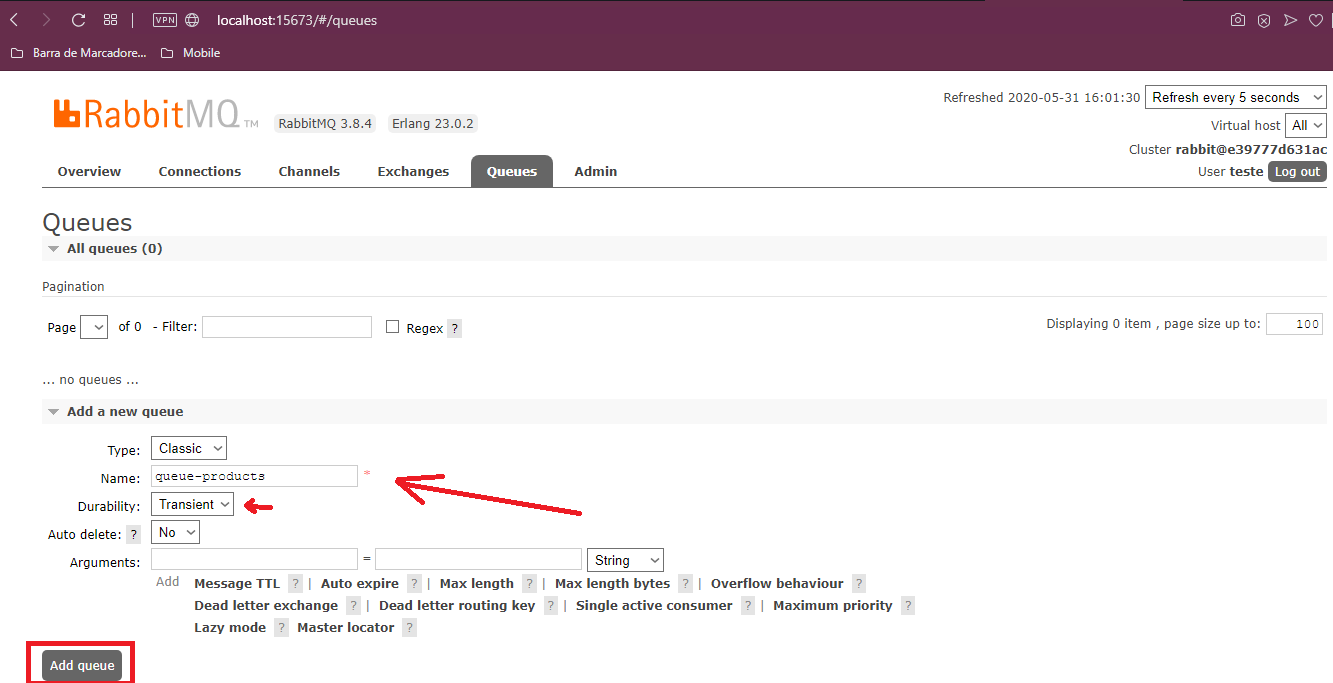 VPN localhost:15673/#/queues
Barra de Marcadore... Mobile
Refreshed 2020-05-31 16:01:30 Refresh every 5 seconds
RabbitMQ TM RabbitMQ 3.8.4 Erlang 23.0.2
Virtual host All
Cluster rabbit@e39777d631ac
User teste Log out
Overview Connections Channels Exchanges Queues Admin
Queues
All queues (0)
Pagination
Page of 0 - Filter: Regex ? Displaying 0 item , page size up to: 100
... no queues ...
Add a new queue
Type: Classic
Name: queue-products *
Durability: Transient
Auto delete: ? No
Arguments: = String
Add Message TTL ? | Auto expire ? | Max length ? | Max length bytes ? | Overflow behaviour ?
Dead letter exchange ? | Dead letter routing key ? | Single active consumer ? | Maximum priority ?
Lazy mode ? Master locator ?
Add queue